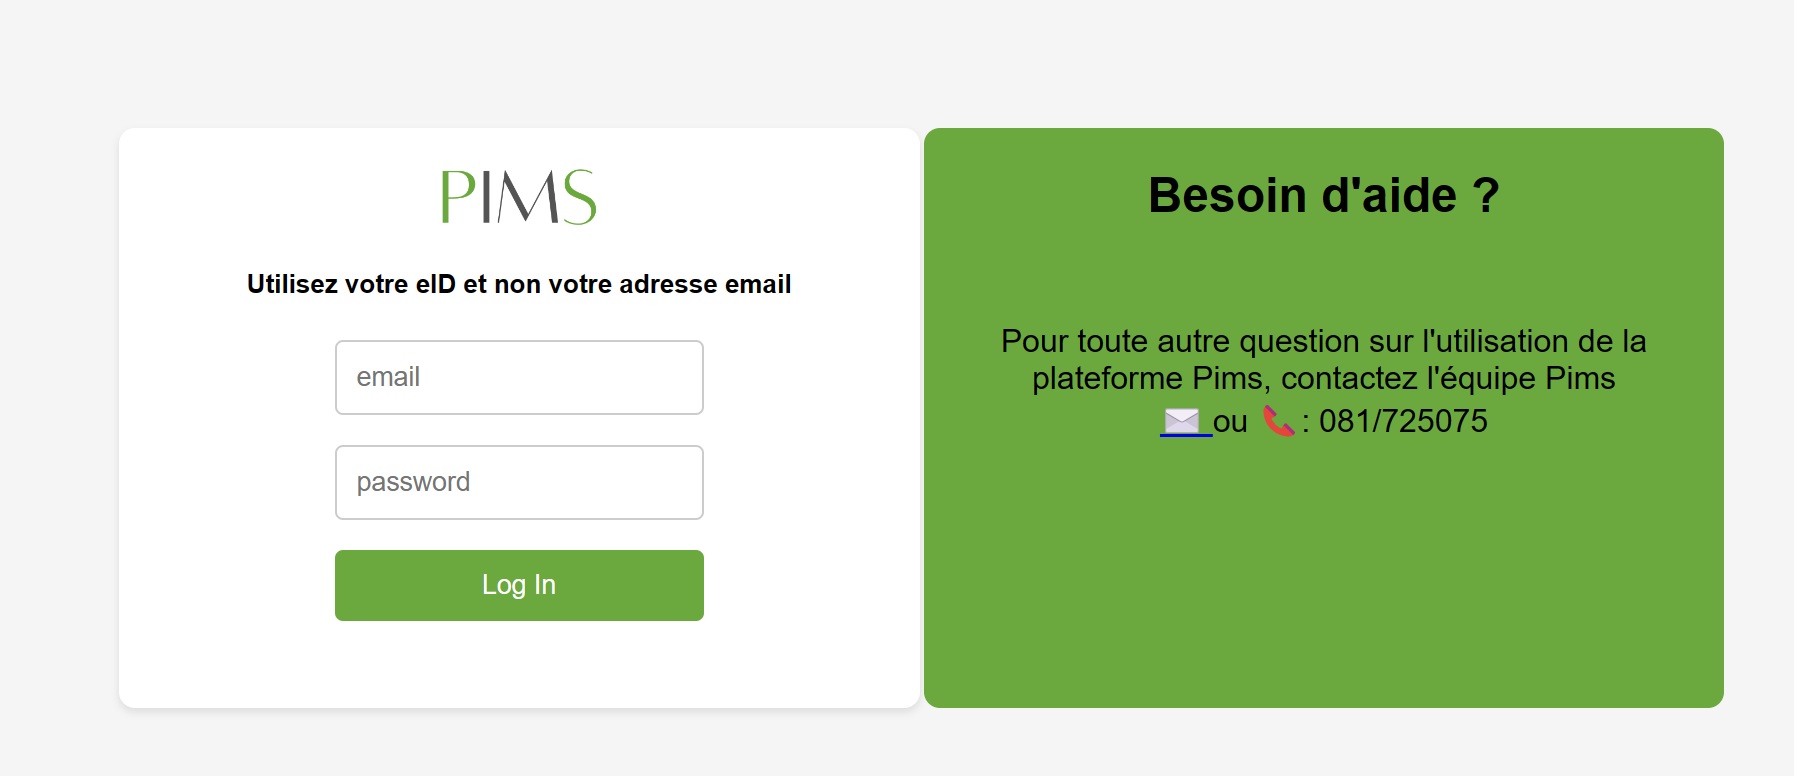 PIMS
Utilisez votre eID et non votre adresse email
email
password
Log In
Besoin d'aide ?
Pour toute autre question sur l'utilisation de la
plateforme Pims, contactez l'équipe Pims
ou : 081/725075